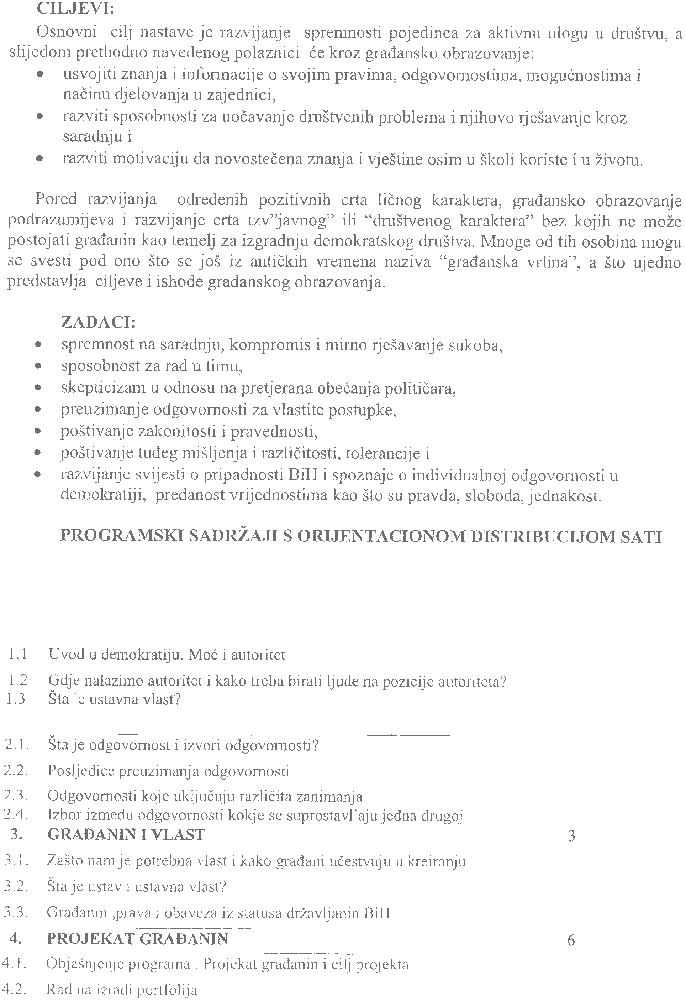 CILJEVI:
Osnovni cilj nastave je razvijanje spremnosti pojedinca za aktivnu ulogu u društvu, a
slijedom prethodno navedenog polaznici će kroz građansko obrazovanje:
• usvojiti znanja i informacije o svojim pravima, odgovornostima, mogućnostima i
načinu djelovanja u zajednici,
• razviti sposobnosti za uočavanje društvenih problema i njihovo rješavanje kroz
saradnju i
• razviti motivaciju da novostečena znanja i vještine osim u školi koriste i u životu.
Pored razvijanja određenih pozitivnih crta ličnog karaktera, građansko obrazovanje
podrazumijeva i razvijanje crta tzv”javnog” ili “društvenog karaktera” bez kojih ne može
postojati građanin kao temelj za izgradnju demokratskog društva. Mnoge od tih osobina mogu
se svesti pod ono što se još iz antičkih vremena naziva “građanska vrlina”, a što ujedno
predstavlja ciljeve i ishode građanskog obrazovanja.
ZADACI:
• spremnost na saradnju, kompromis i mirno rješavanje sukoba,
• sposobnost za rad u timu,
• skepticizam u odnosu na pretjerana obećanja političara,
• preuzimanje odgovornosti za vlastite postupke,
• poštivanje zakonitosti i pravednosti,
• poštivanje tuđeg mišljenja i različitosti, tolerancije i
• razvijanje svijesti o pripadnosti BiH i spoznaje o individualnoj odgovornosti u
demokratiji, predanost vrijednostima kao što su pravda, sloboda, jednakost.
PROGRAMSKI SADRŽAJI S ORIJENTACIONOM DISTRIBUCIJOM SATI
1.1 Uvod u demokratiju. Moć i autoritet
1.2 Gdje nalazimo autoritet i kako treba birati ljude na pozicije autoriteta?
1.3 Šta 'e ustavna vlast?
2.1. Šta je odgovornost i izvori odgovornosti?
2.2. Posljedice preuzimanja odgovornosti
2.3. Odgovornosti koje uključuju različita zanimanja
2.4. Izbor između odgovornosti kokje se suprostavl'aju jedna drugoj
3. GRAĐANIN I VLAST 3
3.1. . Zašto nam je potrebna vlast i kako građani učestvuju u kreiranju
3.2. Šta je ustav i ustavna vlast?
3.3. Građanin ,prava i obaveza iz statusa državljanin BiH
4. PROJEKAT GRAĐANIN 6
4.1. Objašnjenje programa . Projekat građanin i cilj projekta
4.2. Rad na izradi portfolija